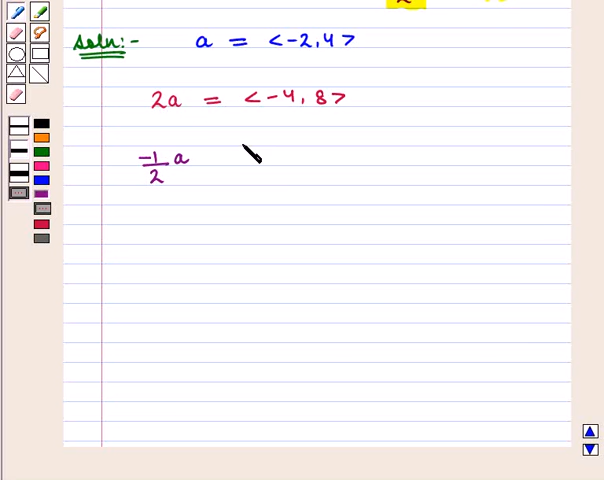 Soln:- a = <-2,4>
2a = <-4, 8>
-1/2 a